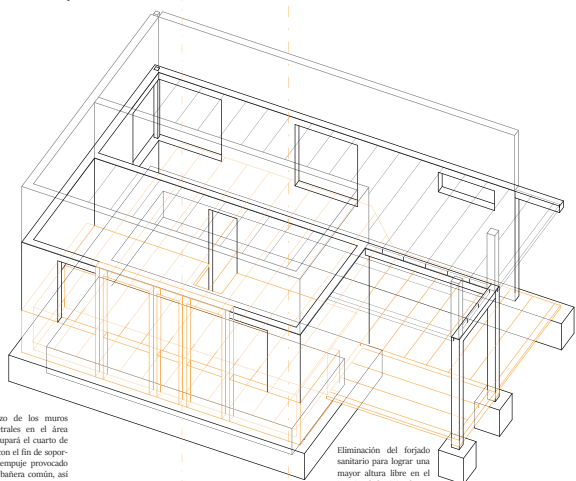 zo de los muros
trales en el área
upará el cuarto de
con el fin de sopor-
empuje provocado
bañera común, así
Eliminación del forjado
sanitario para lograr una
mayor altura libre en el